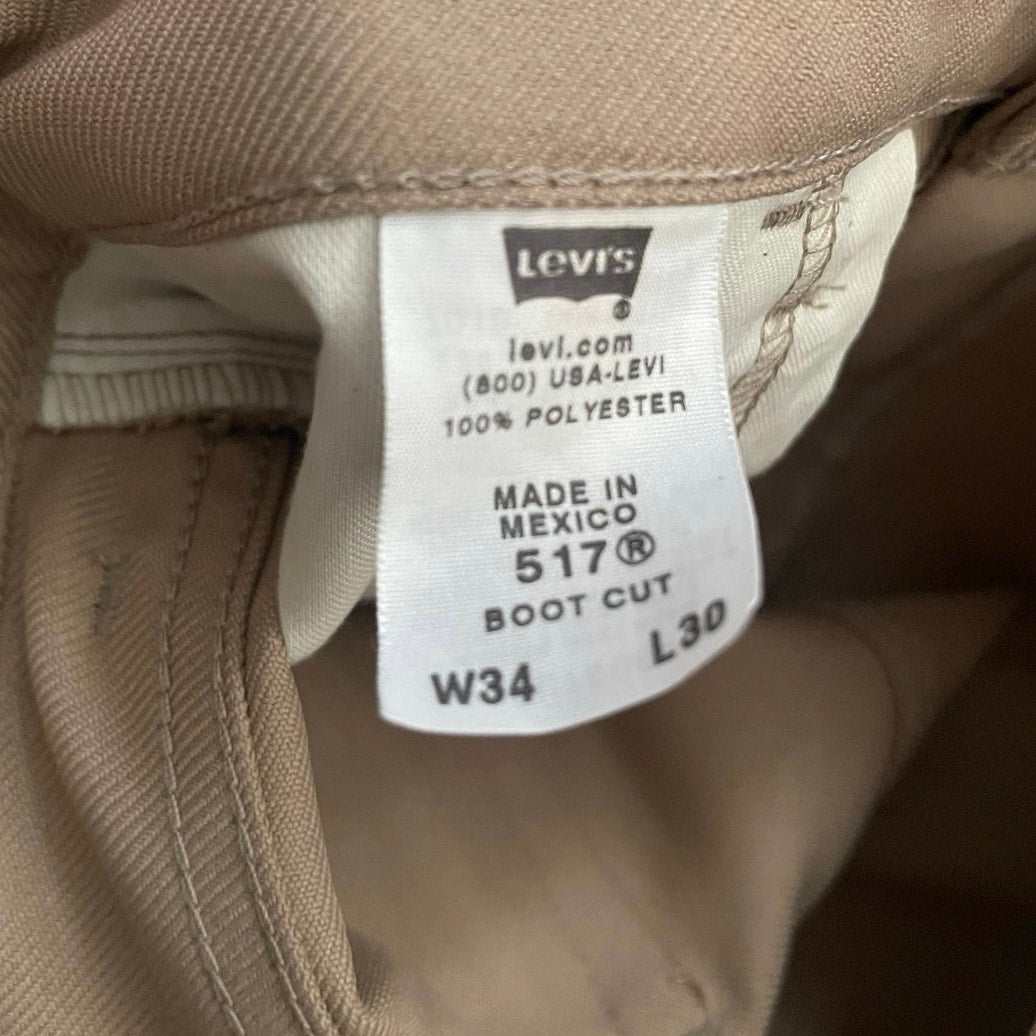 Levi's
®
levi.com
(800) USA-LEVI
100% POLYESTER
MADE IN
MEXICO
517®
BOOT CUT
W34 L30